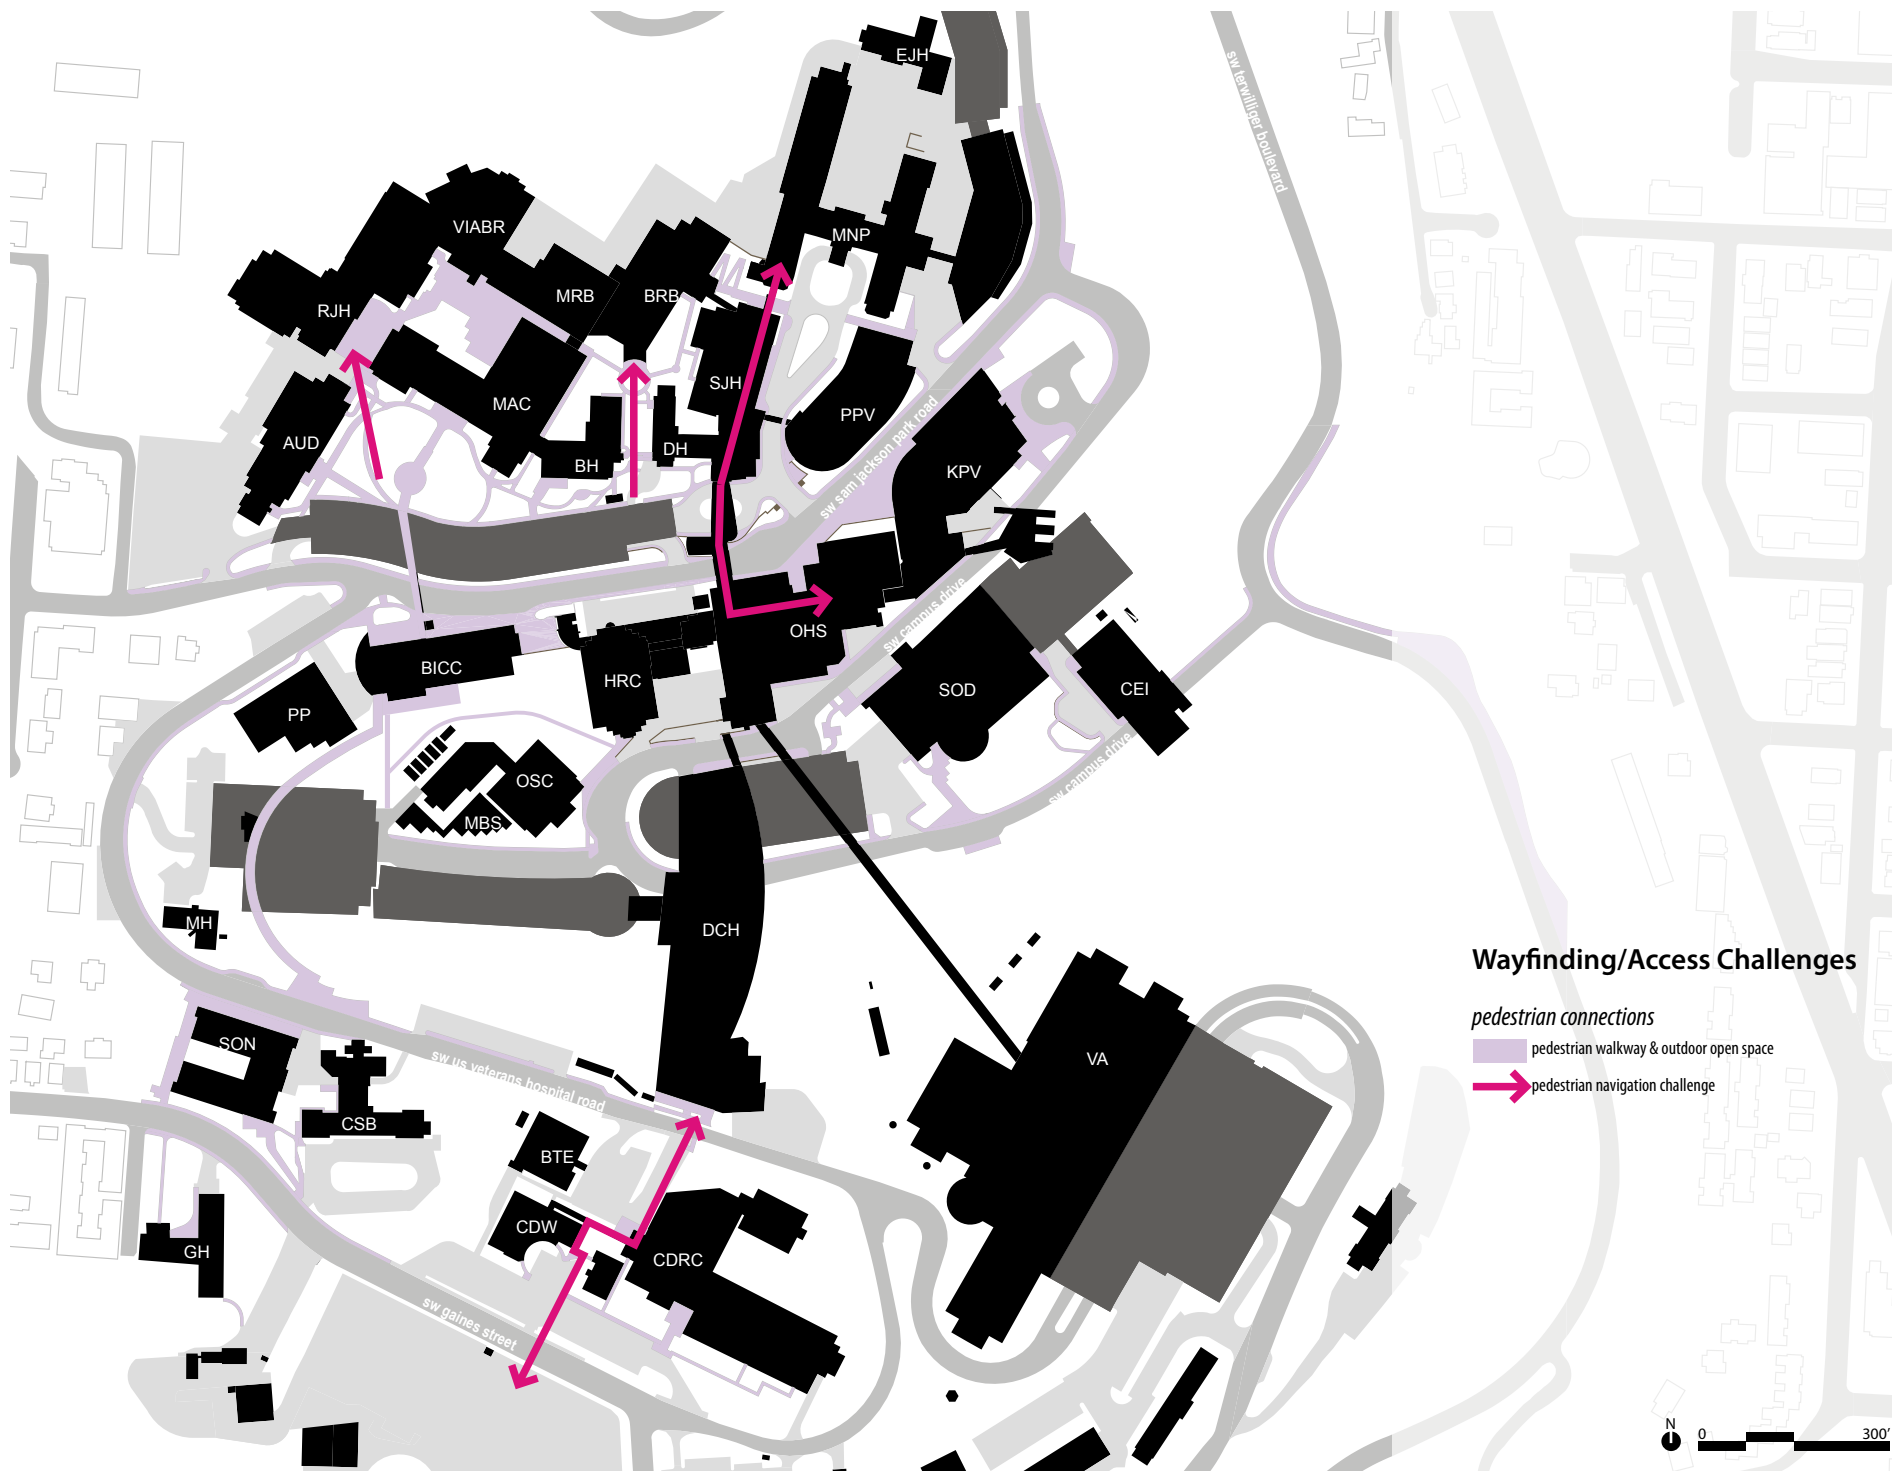 EJH
sw terwilliger boulevard
VIABR
MNP
MRB
BRB
RJH
SJH
MAC
PPV
AUD
DH
BH
KPV
sw sam jackson park road
sw campus drive
OHS
BICC
HRC
SOD
CEI
PP
sw campus drive
OSC
MBS
MH
DCH
Wayfinding/Access Challenges
pedestrian connections
pedestrian walkway & outdoor open space
pedestrian navigation challenge
SON
sw us veterans hospital road
VA
CSB
BTE
CDW
GH
CDRC
sw gaines street
N
0
300'